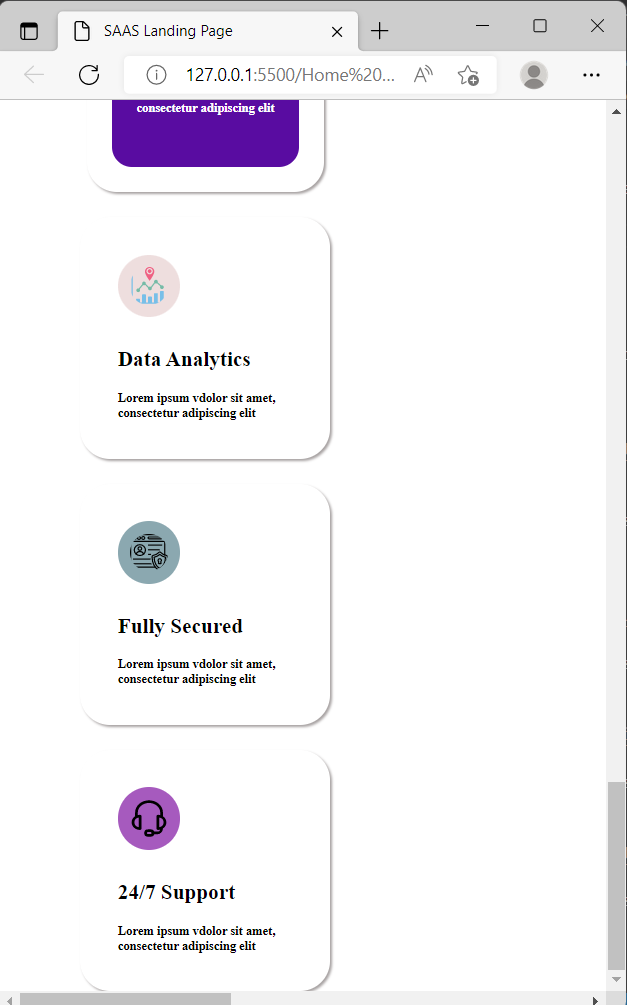 SAAS Landing Page
127.0.0.1:5500/Home%20...
consectetur adipiscing elit
Data Analytics
Lorem ipsum vdolor sit amet,
consectetur adipiscing elit
Fully Secured
Lorem ipsum vdolor sit amet,
consectetur adipiscing elit
24/7 Support
Lorem ipsum vdolor sit amet,
consectetur adipiscing elit